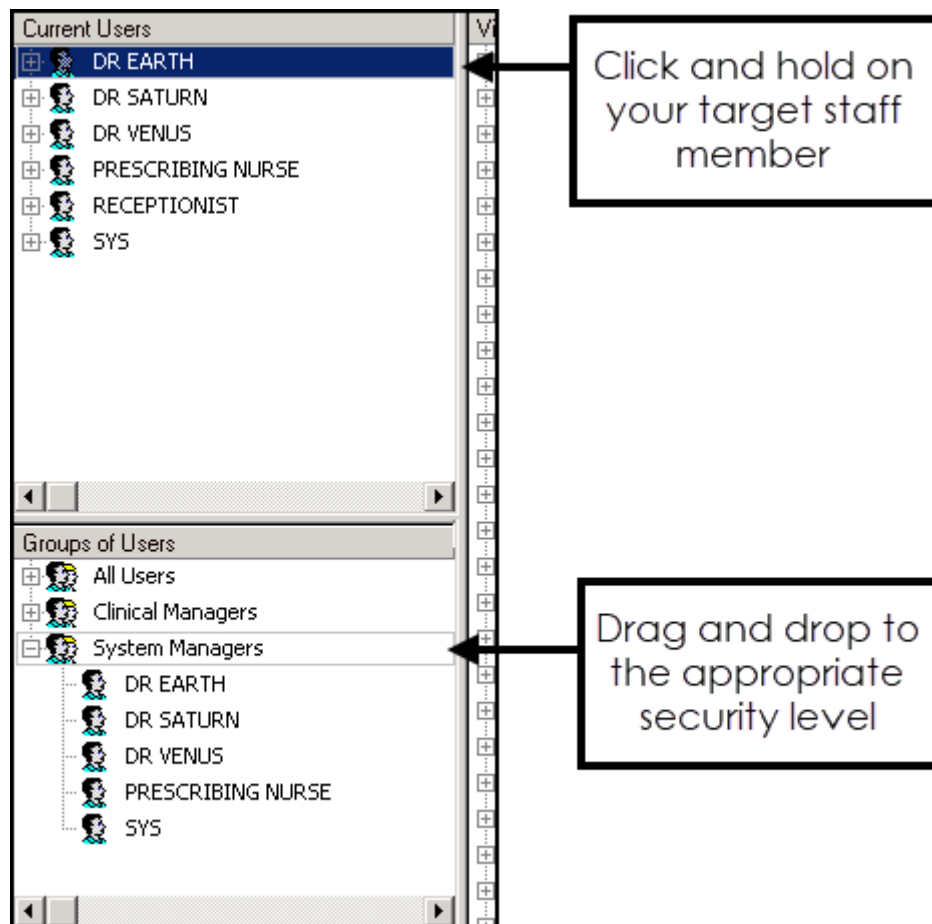 Current Users
DR EARTH
DR SATURN
DR VENUS
PRESCRIBING NURSE
RECEPTIONIST
SYS
Groups of Users
All Users
Clinical Managers
System Managers
DR EARTH
DR SATURN
DR VENUS
PRESCRIBING NURSE
SYS
Vi
Click and hold on
your target staff
member
Drag and drop to
the appropriate
security level